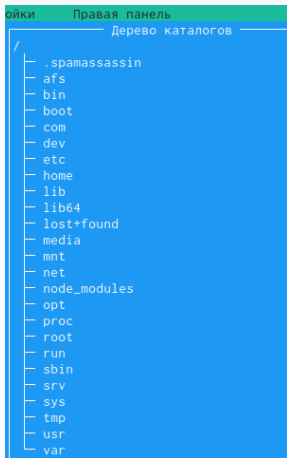 ойки Правая панель
Дерево каталогов
/
.spamassassin
afs
bin
boot
com
dev
etc
home
lib
lib64
lost+found
media
mnt
net
node_modules
opt
proc
root
run
sbin
srv
sys
tmp
usr
var